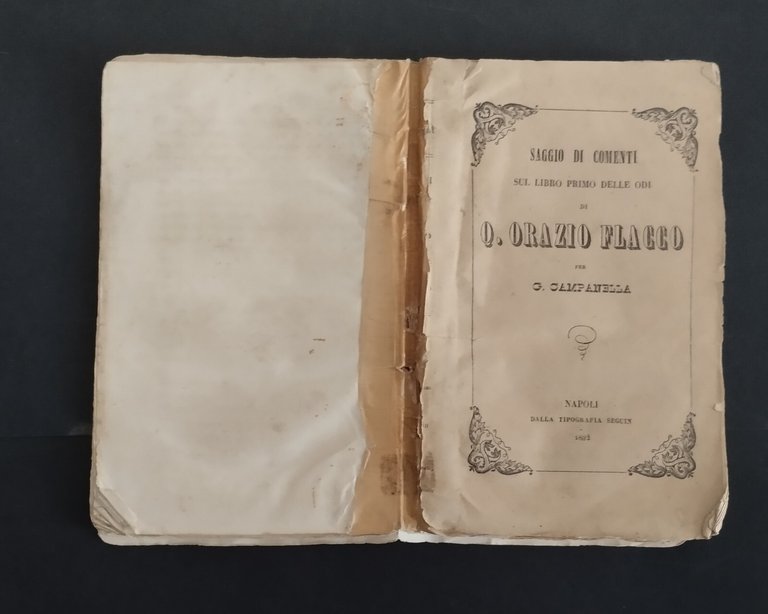 SAGGIO DI COMENTI
SUL LIBRO PRIMO DELLE ODI
DI
Q. ORAZIO FLACCO
PER
G. CAMPANELLA
NAPOLI
DALLA TIPOGRAFIA SEGUIN